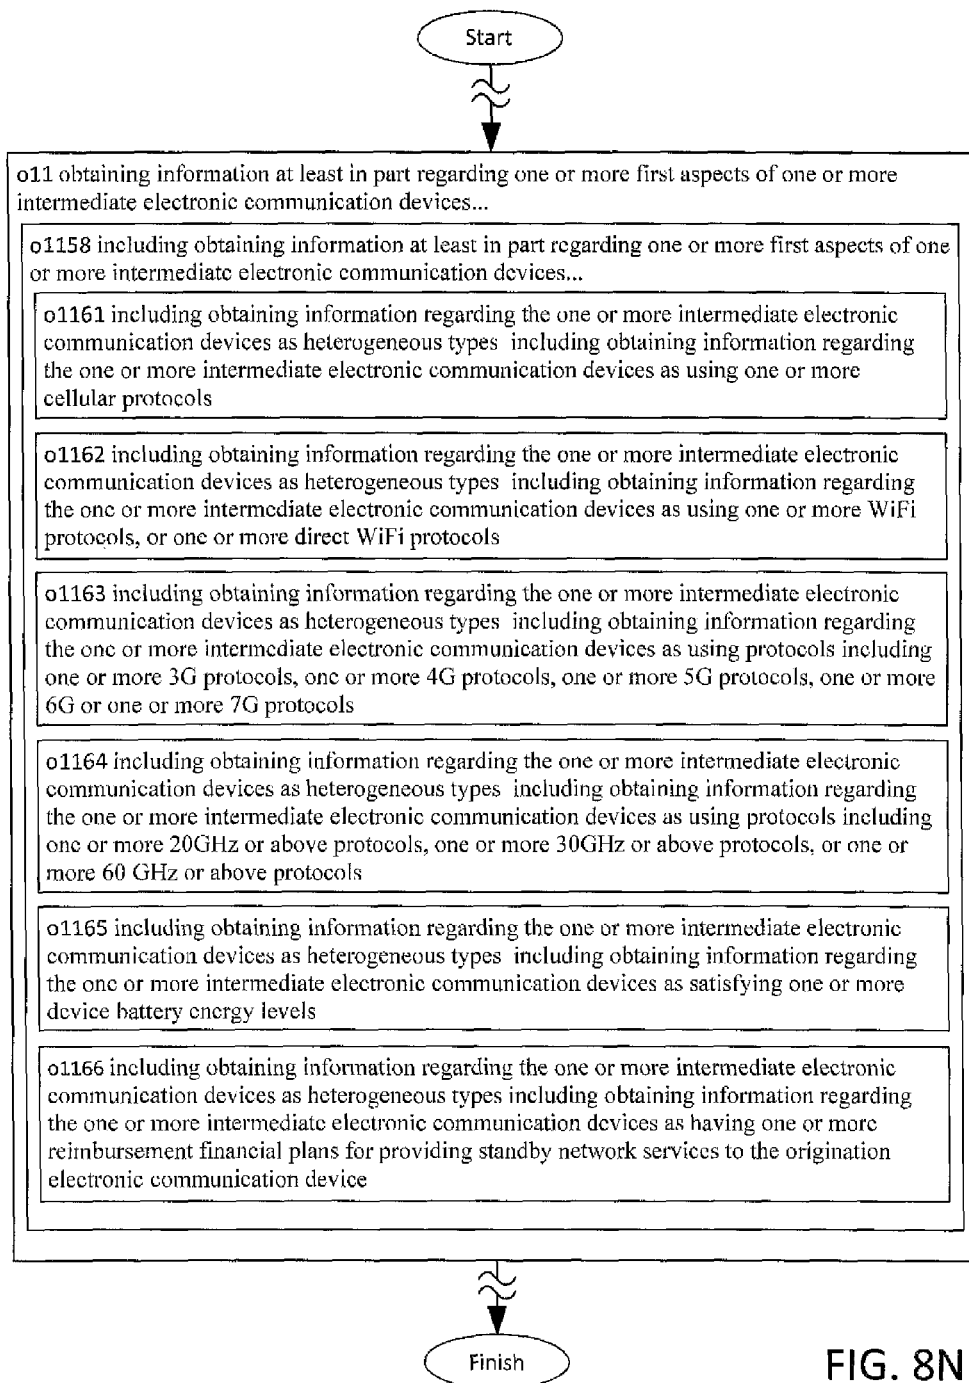 Start
o11 obtaining information at least in part regarding one or more first aspects of one or more
intermediate electronic communication devices...
o1158 including obtaining information at least in part regarding one or more first aspects of one
or more intermediate electronic communication devices...
o1161 including obtaining information regarding the one or more intermediate electronic
communication devices as heterogeneous types including obtaining information regarding
the one or more intermediate electronic communication devices as using one or more
cellular protocols
o1162 including obtaining information regarding the one or more intermediate electronic
communication devices as heterogeneous types including obtaining information regarding
the one or more intermediate electronic communication devices as using one or more WiFi
protocols, or one or more direct WiFi protocols
o1163 including obtaining information regarding the one or more intermediate electronic
communication devices as heterogeneous types including obtaining information regarding
the one or more intermediate electronic communication devices as using protocols including
one or more 3G protocols, one or more 4G protocols, one or more 5G protocols, one or more
6G or one or more 7G protocols
o1164 including obtaining information regarding the one or more intermediate electronic
communication devices as heterogeneous types including obtaining information regarding
the one or more intermediate electronic communication devices as using protocols including
one or more 20GHz or above protocols, one or more 30GHz or above protocols, or one or
more 60 GHz or above protocols
o1165 including obtaining information regarding the one or more intermediate electronic
communication devices as heterogeneous types including obtaining information regarding
the one or more intermediate electronic communication devices as satisfying one or more
device battery energy levels
o1166 including obtaining information regarding the one or more intermediate electronic
communication devices as heterogeneous types including obtaining information regarding
the one or more intermediate electronic communication devices as having one or more
reimbursement financial plans for providing standby network services to the origination
electronic communication device
Finish
FIG. 8N